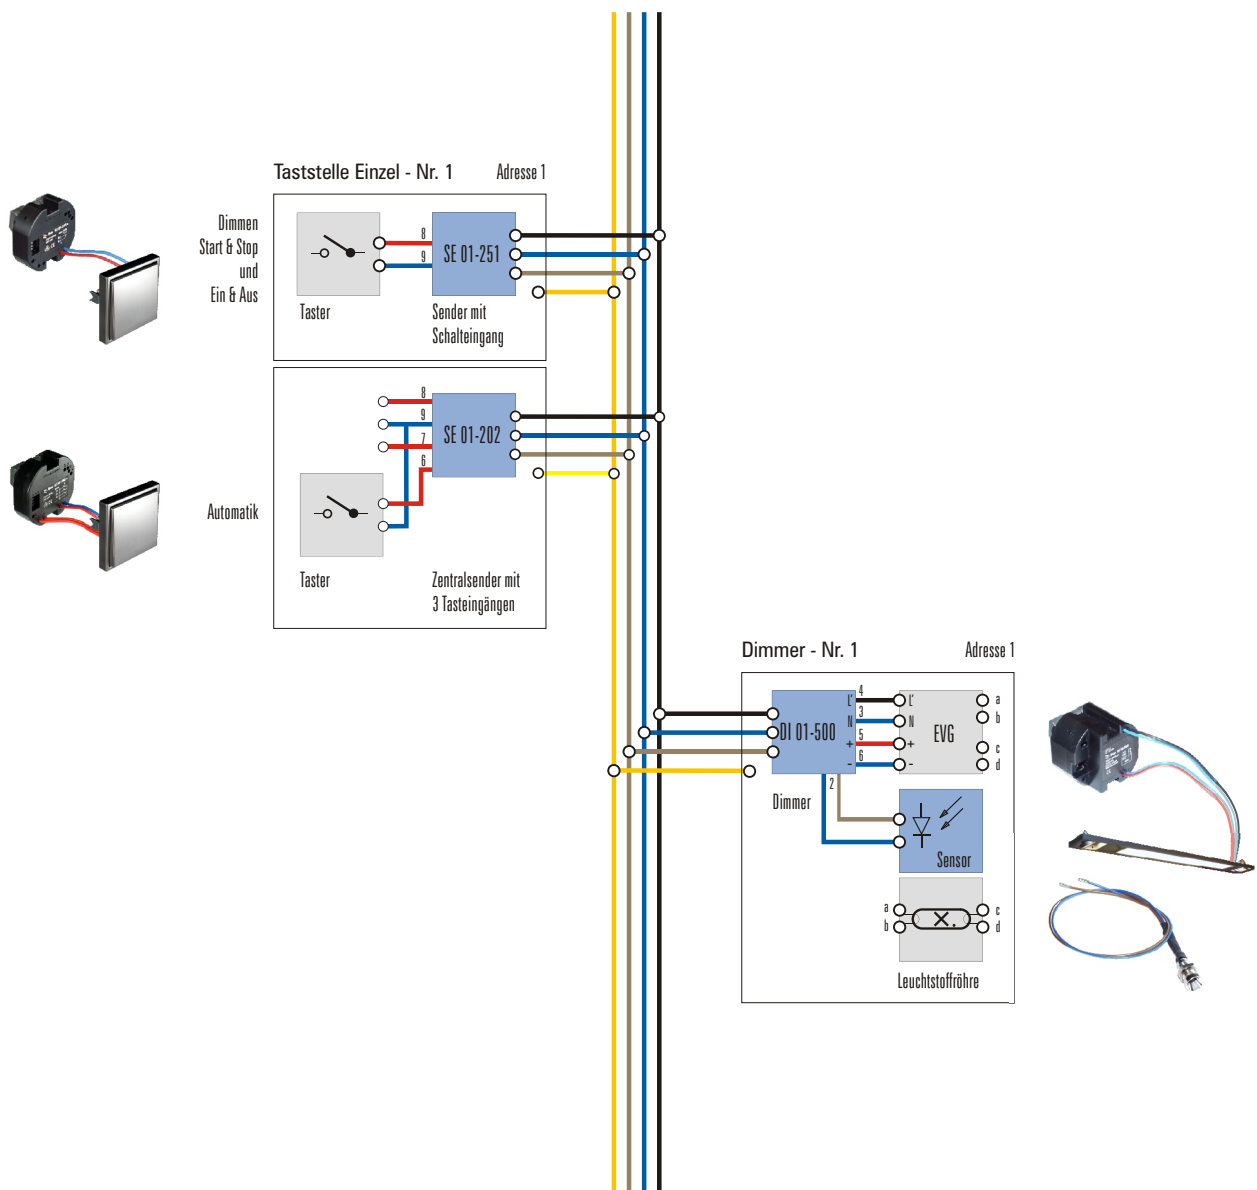 Taststelle Einzel - Nr. 1
Adresse 1
Dimmen
Start & Stop
und
Ein & Aus
8
9
SE 01-251
Taster
Sender mit
Schalteingang
8
9
7
6
SE 01-202
Automatik
Taster
Zentralsender mit
3 Tasteingängen
Dimmer - Nr. 1
Adresse 1
DI 01-500
L'
N
+
-
4
3
5
6
2
L'
N
+
-
EVG
a
b
c
d
Dimmer
Sensor
a
b
c
d
Leuchtstoffröhre